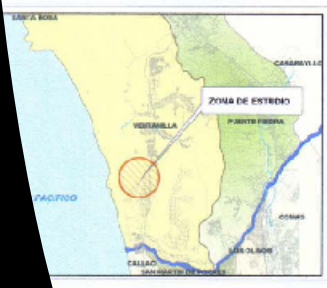 SANTA ROSA
CARABAYLLO
ZONA DE ESTUDIO
VENTANILLA
PUENTE PIEDRA
PACIFICO
COMAS
LOS OLIVOS
CALLAO
SAN MARTIN DE PORRES